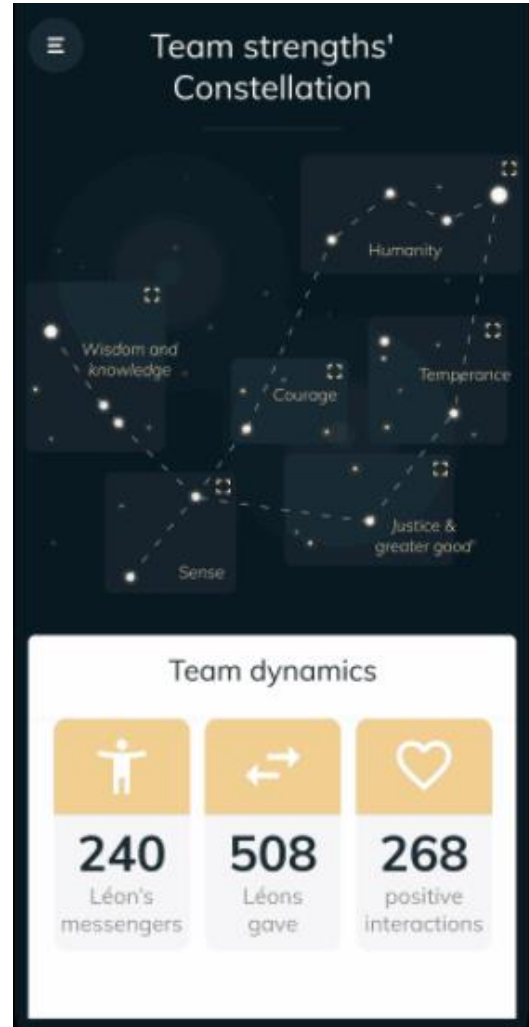 Team strengths'
Constellation
Humanity
Wisdom and
knowledge
Temperance
Courage
Justice &
greater good'
Sense
Team dynamics
240
Léon's
messengers
508
Léons
gave
268
positive
interactions